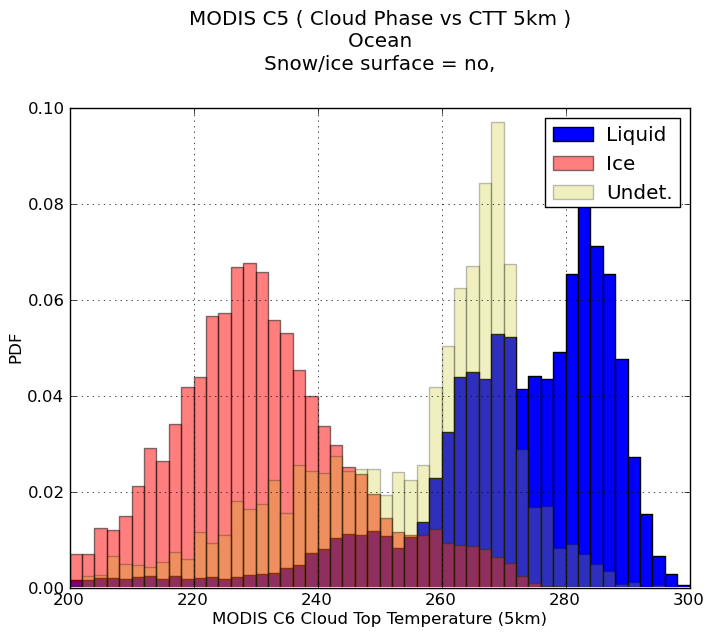 MODIS C5 ( Cloud Phase vs CTT 5km )
Ocean
Snow/ice surface = no,
0.10
0.08
0.06
0.04
0.02
0.00
PDF
Liquid
Ice
Undet.
200
220
240
260
280
300
MODIS C6 Cloud Top Temperature (5km)